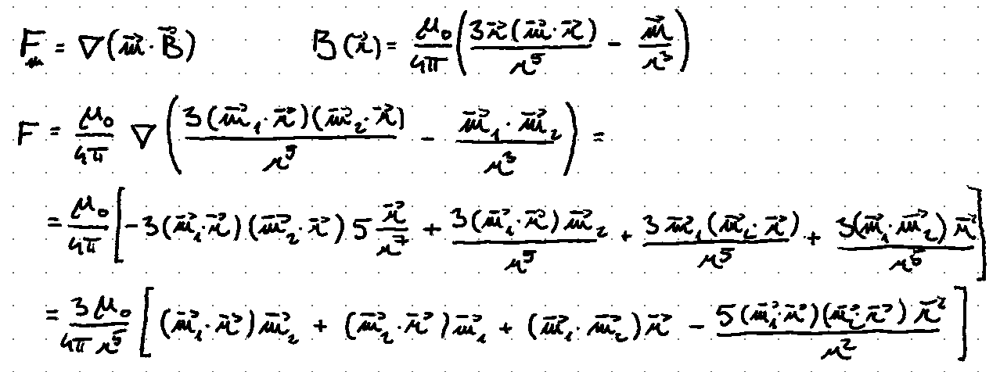 F_m = ∇(m⃗·B⃗)    B(r⃗) = μ₀/4π (3r⃗(m⃗·r⃗)/r⁵ − m⃗/r³)
F = μ₀/4π ∇(3(m⃗₁·r⃗)(m⃗₂·r⃗)/r⁵ − m⃗₁·m⃗₂/r³) =
= μ₀/4π [−3(m⃗₁·r⃗)(m⃗₂·r⃗)5 r⃗/r⁷ + 3(m⃗₁·r⃗)m⃗₂/r⁵ + 3m⃗₁(m⃗₂·r⃗)/r⁵ + 3(m⃗₁·m⃗₂)r⃗/r⁵]
= 3μ₀/4πr⁵ [(m⃗₁·r⃗)m⃗₂ + (m⃗₂·r⃗)m⃗₁ + (m⃗₁·m⃗₂)r⃗ − 5(m⃗₁·r⃗)(m⃗₂·r⃗)r⃗/r²]